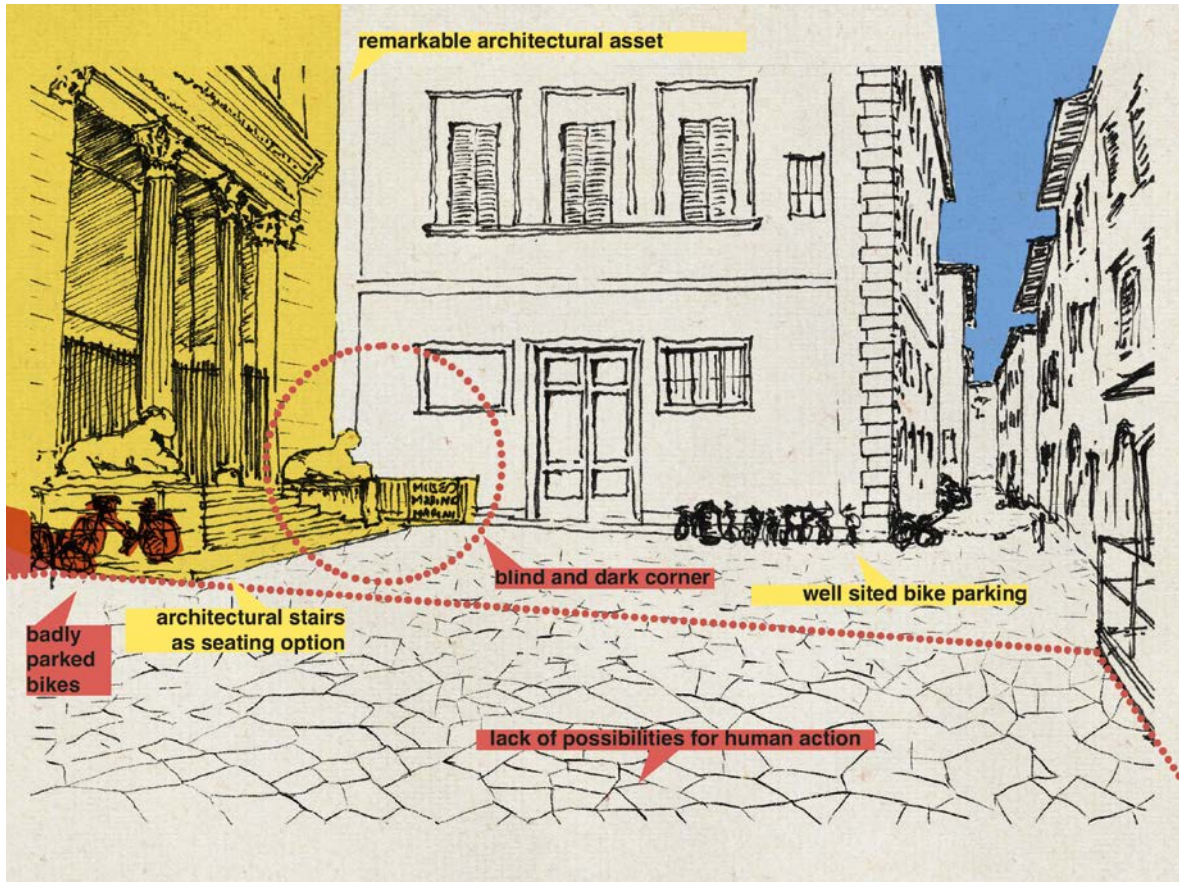 remarkable architectural asset
MUSEO
MARINO
MARINI
blind and dark corner
well sited bike parking
architectural stairs
as seating option
badly
parked
bikes
lack of possibilities for human action